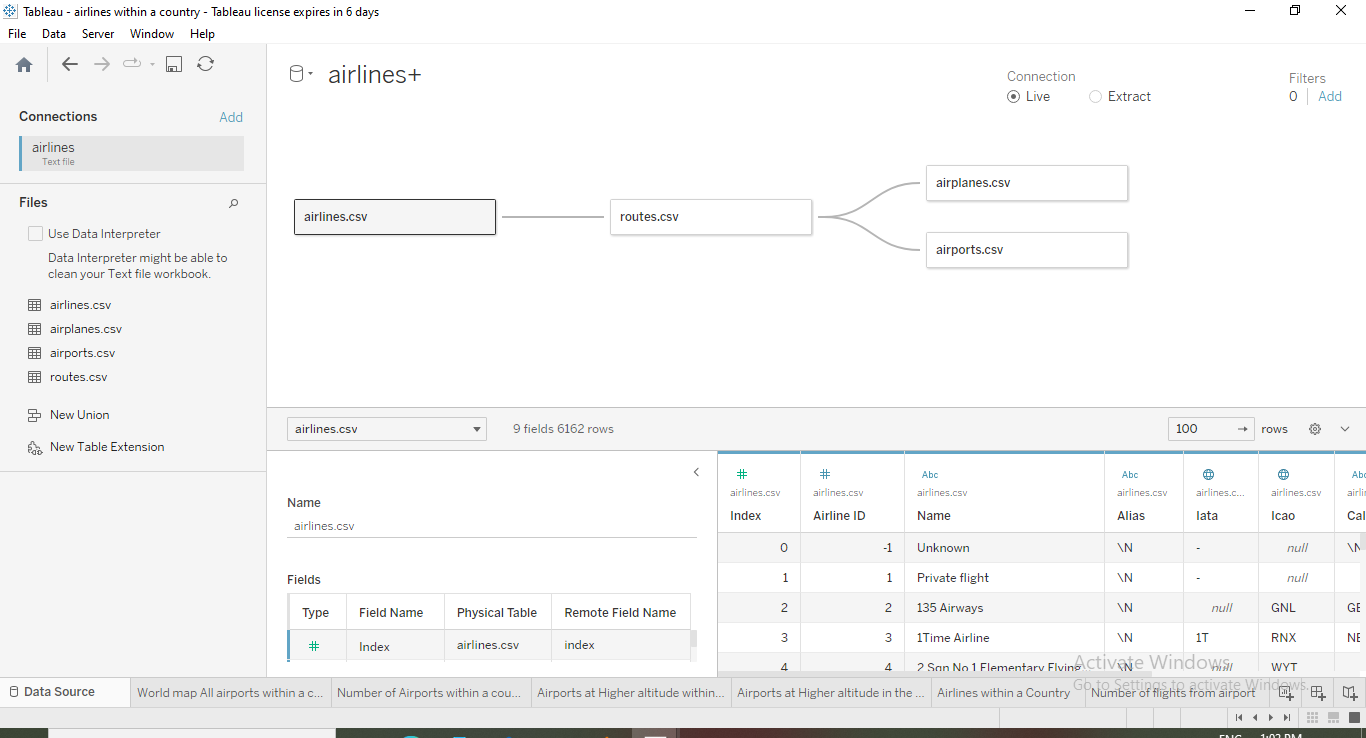 Tableau - airlines within a country - Tableau license expires in 6 days
File Data Server Window Help
airlines+
Connection
Live Extract
Filters
0 Add
Connections Add
airlines
Text file
Files
Use Data Interpreter
Data Interpreter might be able to
clean your Text file workbook.
airlines.csv
airplanes.csv
airports.csv
routes.csv
New Union
New Table Extension
airlines.csv
routes.csv
airplanes.csv
airports.csv
airlines.csv 9 fields 6162 rows 100 rows
Name
airlines.csv
Fields
Type Field Name Physical Table Remote Field Name
# Index airlines.csv index
# # Abc Abc Abc
airlines.csv airlines.csv airlines.csv airlines.csv airlines.c... airlines.csv airli
Index Airline ID Name Alias Iata Icao Cal
0 -1 Unknown \N - null \N
1 1 Private flight \N - null
2 2 135 Airways \N null GNL GE
3 3 1Time Airline \N 1T RNX NE
4 4 2 Sqn No 1 Elementary Flying \N null WYT
Activate Windows
Go to Settings to activate Windows.
Data Source World map All airports within a c... Number of Airports within a cou... Airports at Higher altitude within... Airports at Higher altitude in the ... Airlines within a Country Number of flights from airport
ENG 1:02 PM